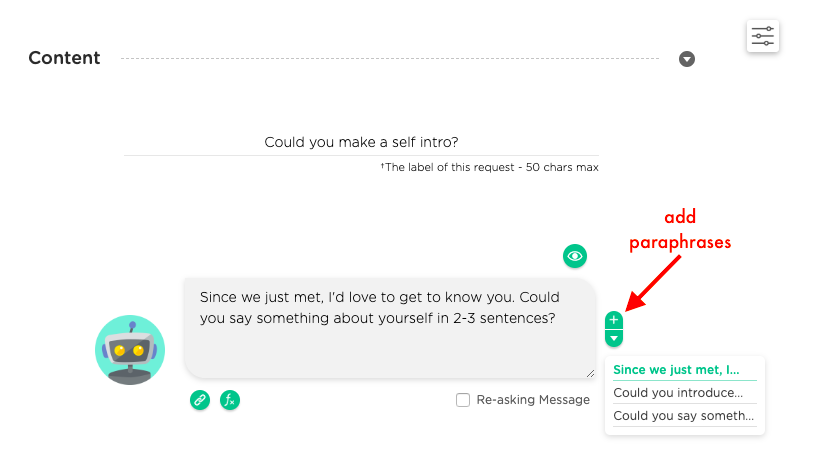 Content
Could you make a self intro?
†The label of this request - 50 chars max
add
paraphrases
Since we just met, I'd love to get to know you. Could
you say something about yourself in 2-3 sentences?
+
Since we just met, I...
Could you introduce...
Could you say someth...
fx
Re-asking Message